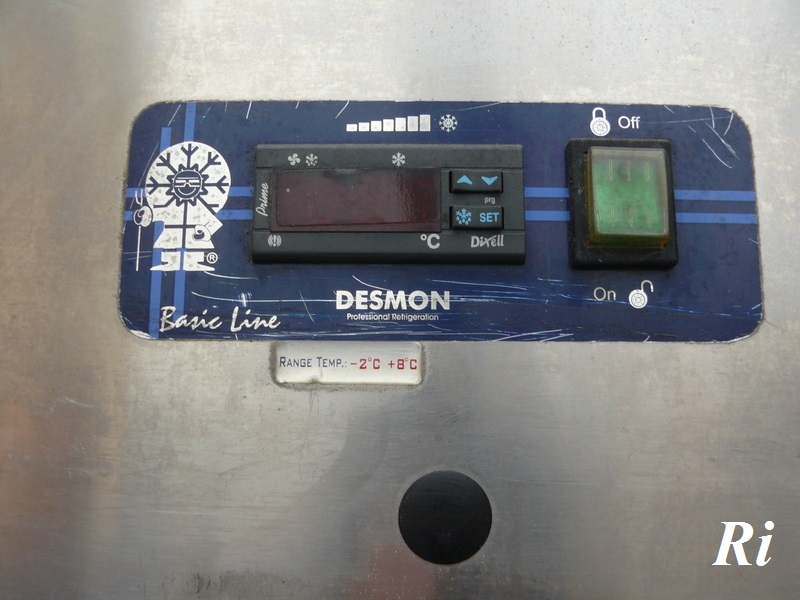 Off
Prime
prg
SET
°C
Dixell
®
On
DESMON
Professional Refrigeration
Basic Line
RANGE TEMP.: -2°C +8°C
Ri